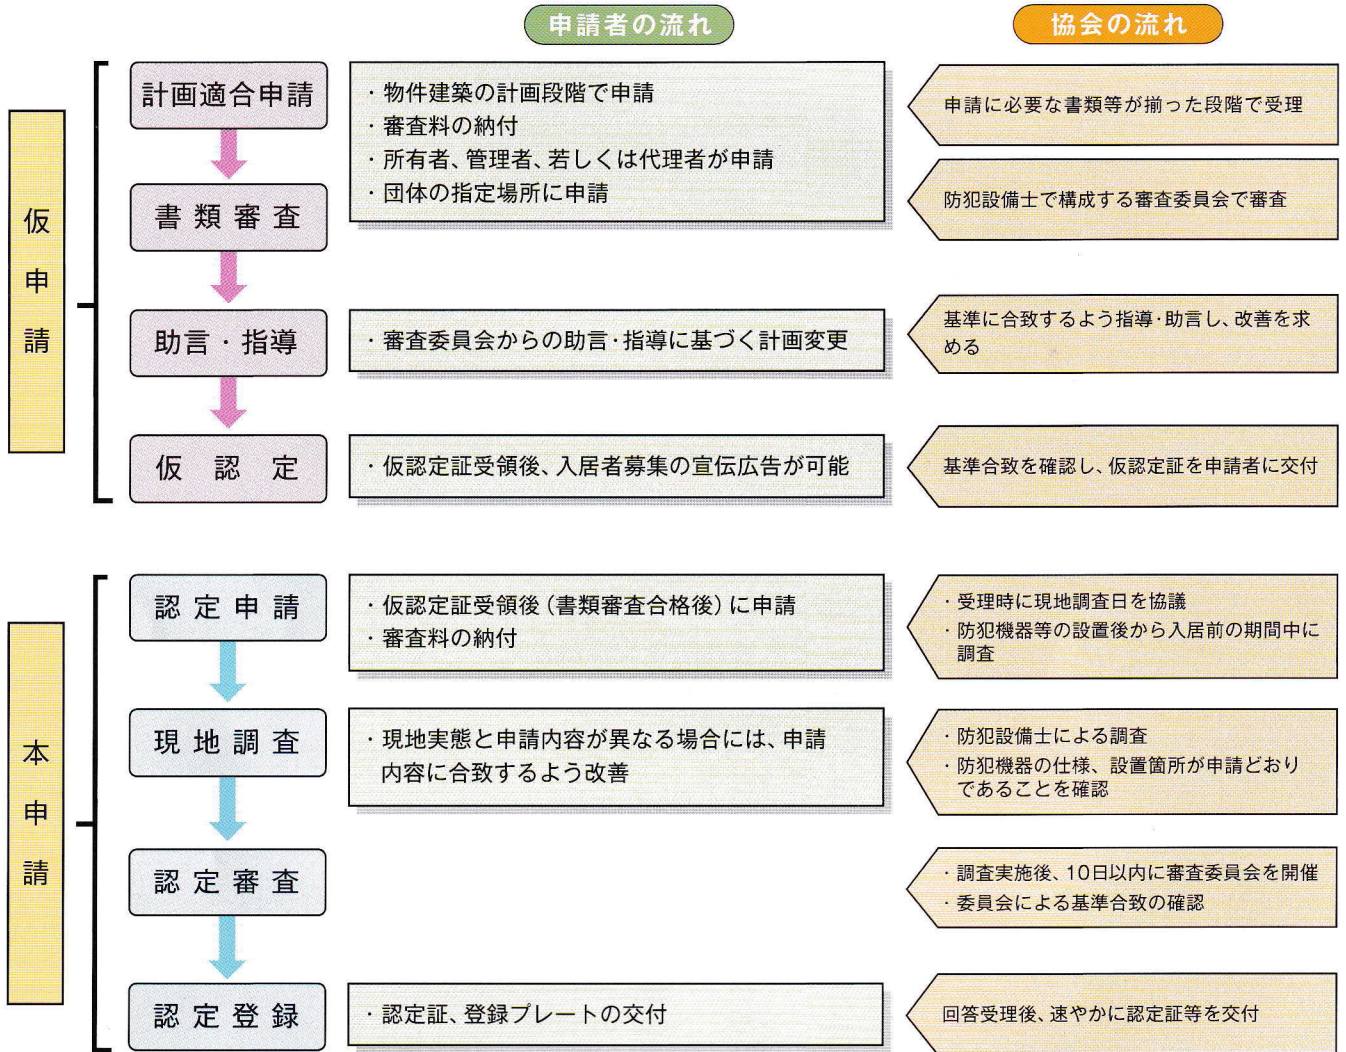 申請者の流れ
協会の流れ
仮申請
計画適合申請
・物件建築の計画段階で申請
・審査料の納付
・所有者、管理者、若しくは代理者が申請
・団体の指定場所に申請
申請に必要な書類等が揃った段階で受理
書類審査
防犯設備士で構成する審査委員会で審査
助言・指導
・審査委員会からの助言・指導に基づく計画変更
基準に合致するよう指導・助言し、改善を求
める
仮認定
・仮認定証受領後、入居者募集の宣伝広告が可能
基準合致を確認し、仮認定証を申請者に交付
本申請
認定申請
・仮認定証受領後（書類審査合格後）に申請
・審査料の納付
・受理時に現地調査日を協議
・防犯機器等の設置後から入居前の期間中に
調査
現地調査
・現地実態と申請内容が異なる場合には、申請
内容に合致するよう改善
・防犯設備士による調査
・防犯機器の仕様、設置箇所が申請どおり
であることを確認
認定審査
・調査実施後、10日以内に審査委員会を開催
・委員会による基準合致の確認
認定登録
・認定証、登録プレートの交付
回答受理後、速やかに認定証等を交付